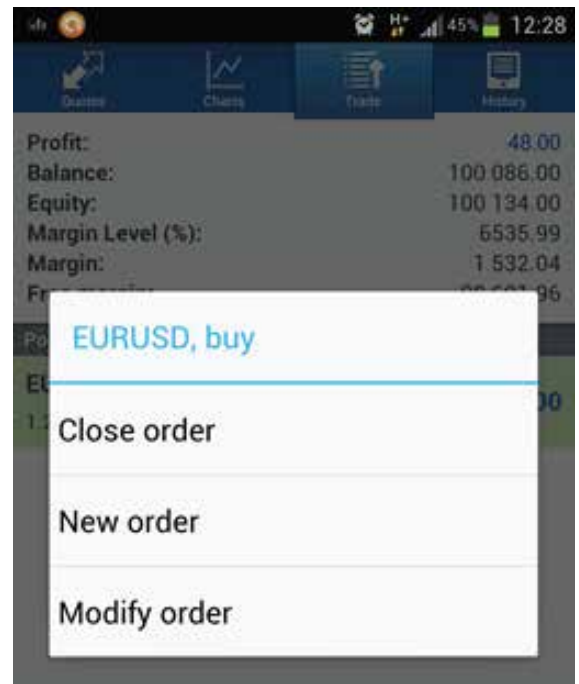 45% 12:28
Quotes Charts Trade History
Profit: 48.00
Balance: 100 086.00
Equity: 100 134.00
Margin Level (%): 6535.99
Margin: 1 532.04
EURUSD, buy
Close order
New order
Modify order